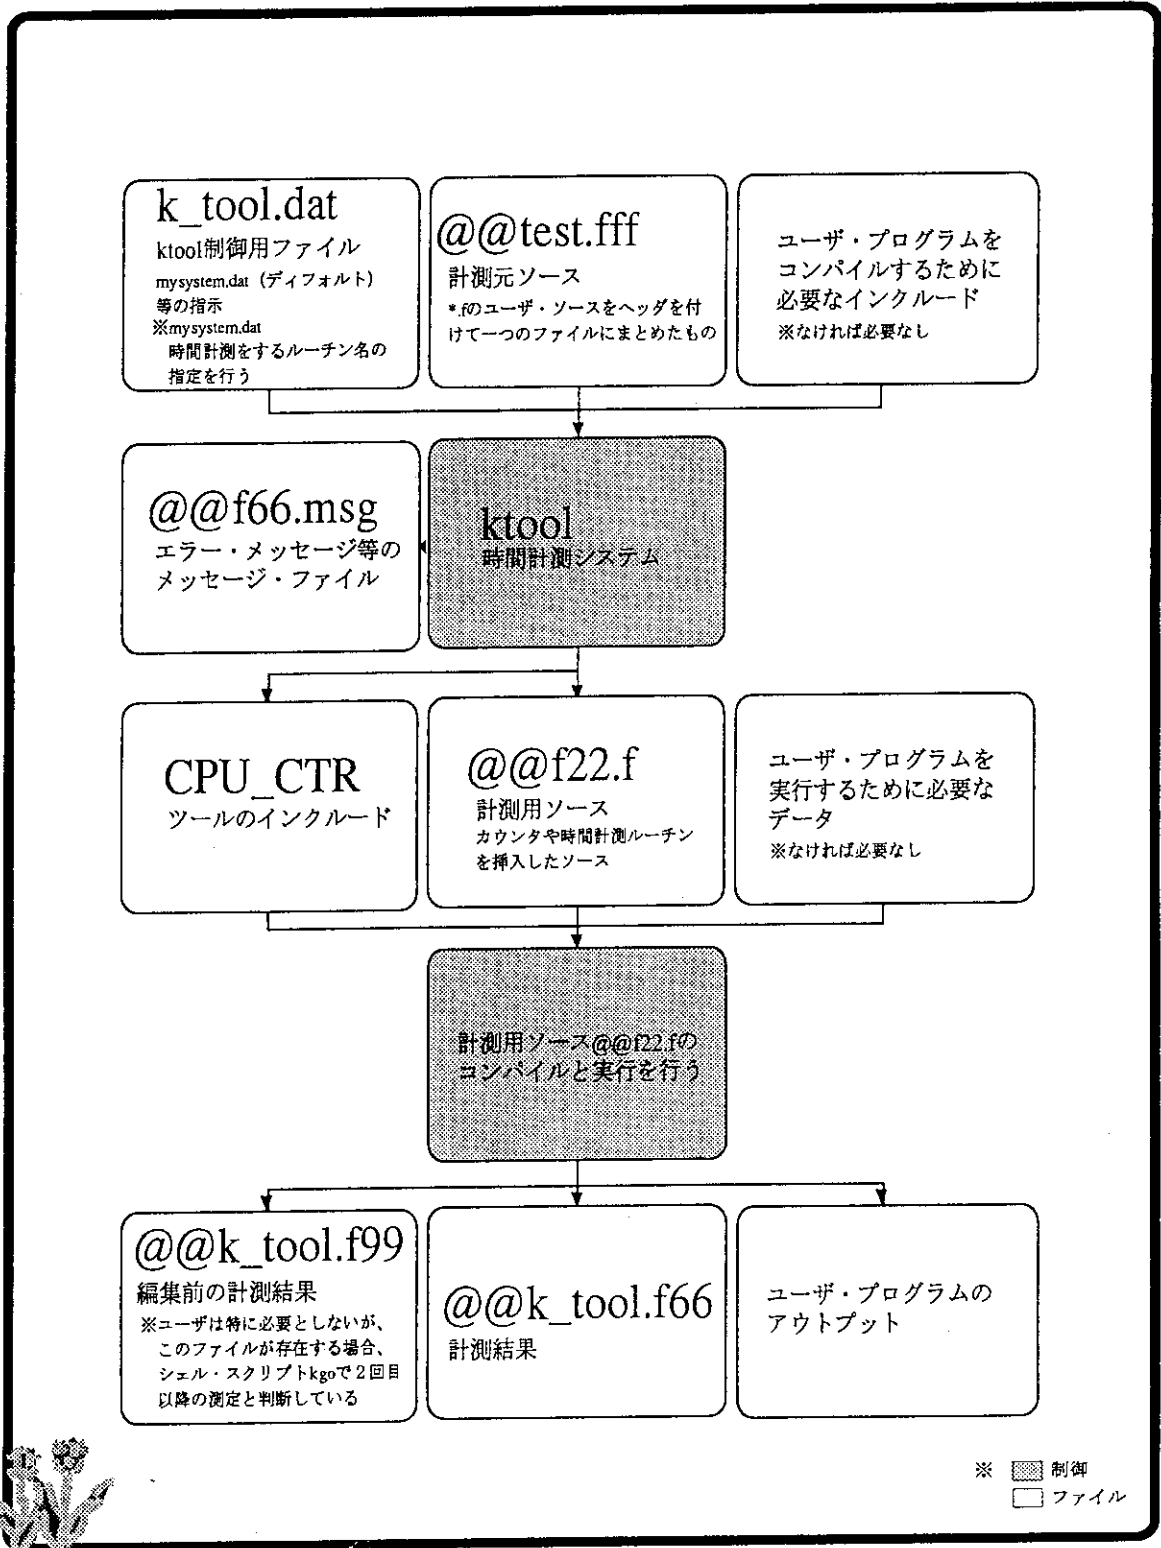 k_tool.dat
ktool制御用ファイル
mysystem.dat（ディフォルト）
等の指示
※mysystem.dat
時間計測をするルーチン名の
指定を行う
@@test.fff
計測元ソース
*.fのユーザ・ソースをヘッダを付
けて一つのファイルにまとめたもの
ユーザ・プログラムを
コンパイルするために
必要なインクルード
※なければ必要なし
@@f66.msg
エラー・メッセージ等の
メッセージ・ファイル
ktool
時間計測システム
CPU_CTR
ツールのインクルード
@@f22.f
計測用ソース
カウンタや時間計測ルーチン
を挿入したソース
ユーザ・プログラムを
実行するために必要な
データ
※なければ必要なし
計測用ソース@@f22.fの
コンパイルと実行を行う
@@k_tool.f99
編集前の計測結果
※ユーザは特に必要としないが、
このファイルが存在する場合、
シェル・スクリプトkgoで２回目
以降の測定と判断している
@@k_tool.f66
計測結果
ユーザ・プログラムの
アウトプット
※ 制御
ファイル